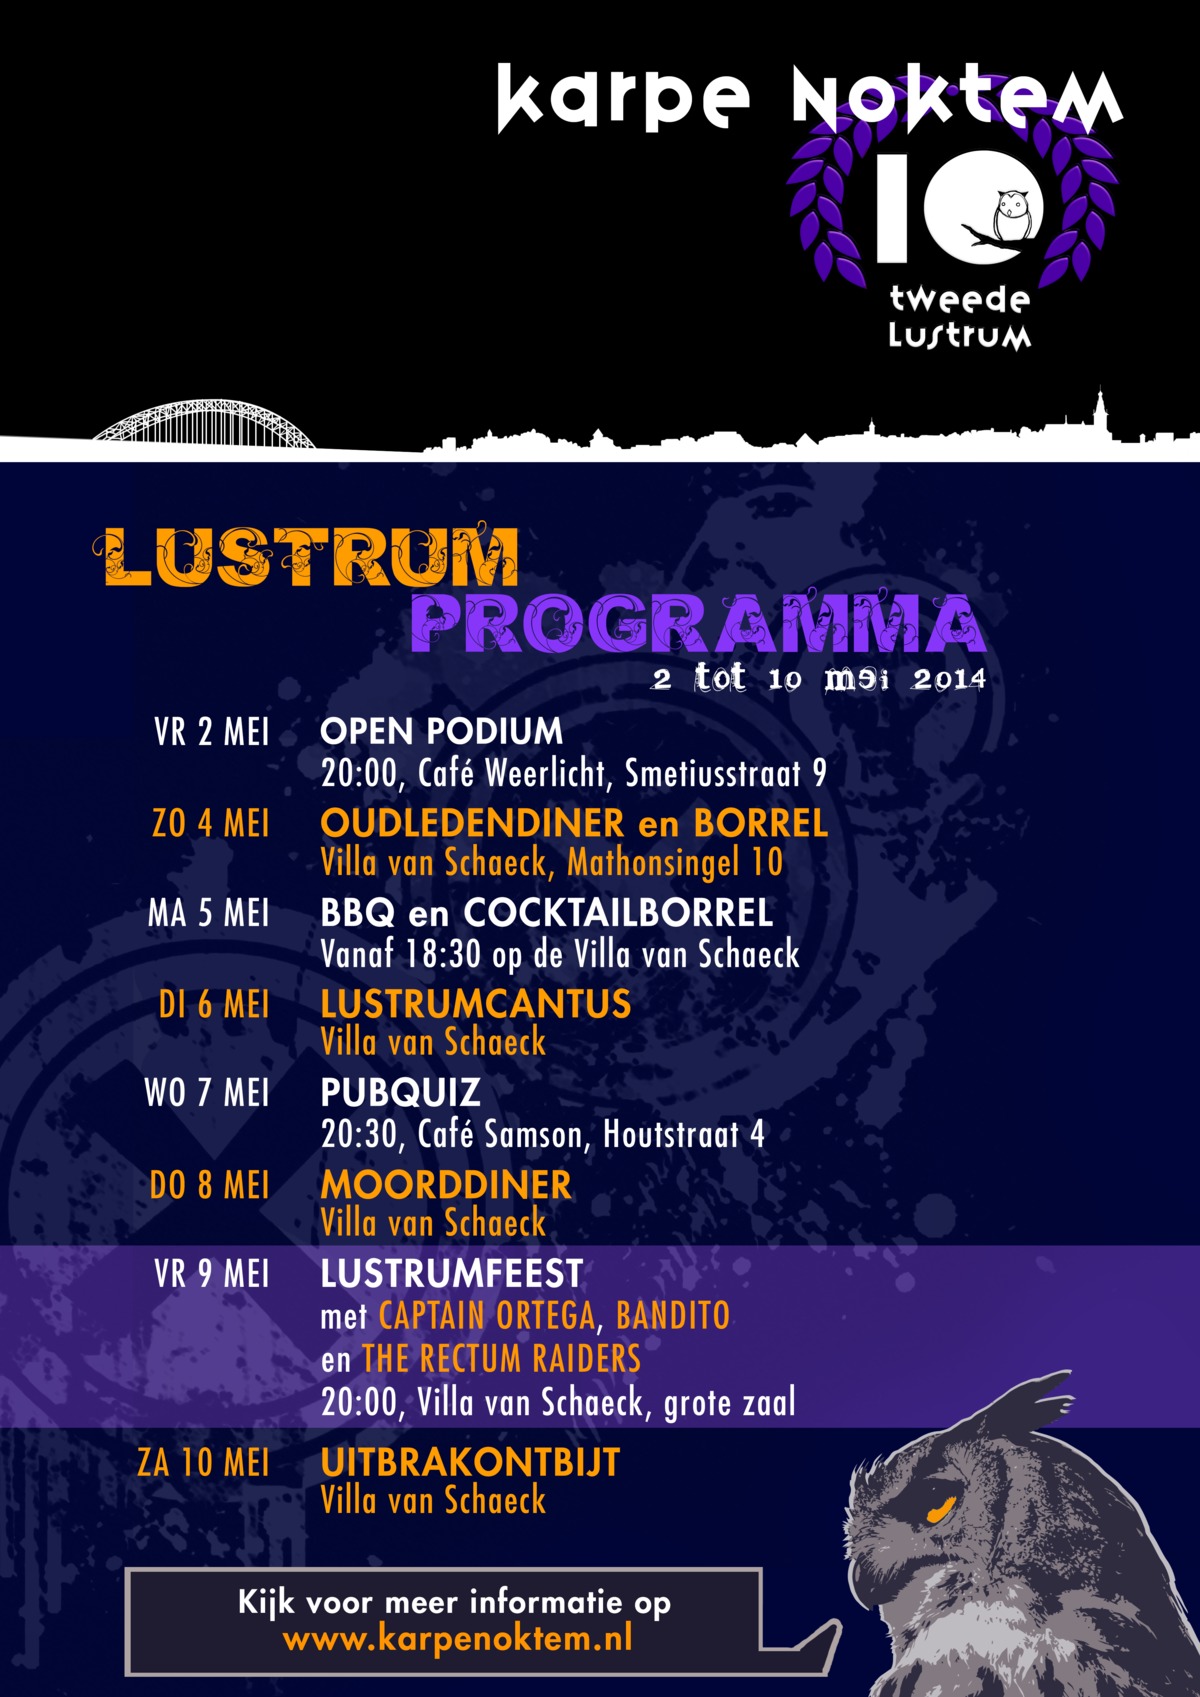 Karpe Noktem
10
tweede
Lustrum
LUSTRUM
PROGRAMMA
2 tot 10 mei 2014
VR 2 MEI OPEN PODIUM
20:00, Café Weerlicht, Smetiusstraat 9
ZO 4 MEI OUDLEDENDINER en BORREL
Villa van Schaeck, Mathonsingel 10
MA 5 MEI BBQ en COCKTAILBORREL
Vanaf 18:30 op de Villa van Schaeck
DI 6 MEI LUSTRUMCANTUS
Villa van Schaeck
WO 7 MEI PUBQUIZ
20:30, Café Samson, Houtstraat 4
DO 8 MEI MOORDDINER
Villa van Schaeck
VR 9 MEI LUSTRUMFEEST
met CAPTAIN ORTEGA, BANDITO
en THE RECTUM RAIDERS
20:00, Villa van Schaeck, grote zaal
ZA 10 MEI UITBRAKONTBIJT
Villa van Schaeck
Kijk voor meer informatie op
www.karpenoktem.nl